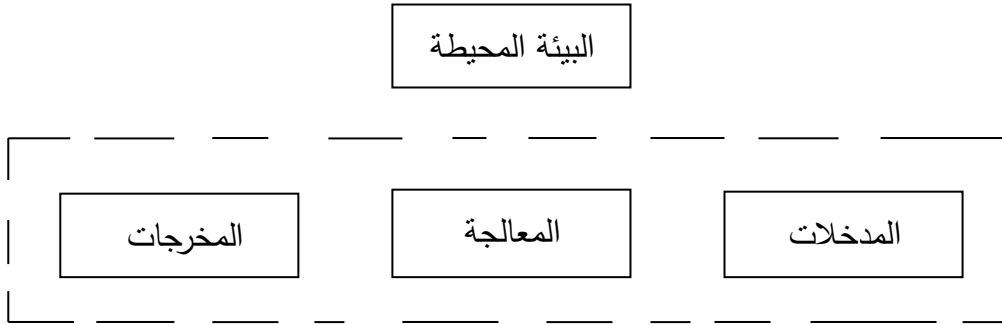 البيئة المحيطة
المدخلات
المعالجة
المخرجات